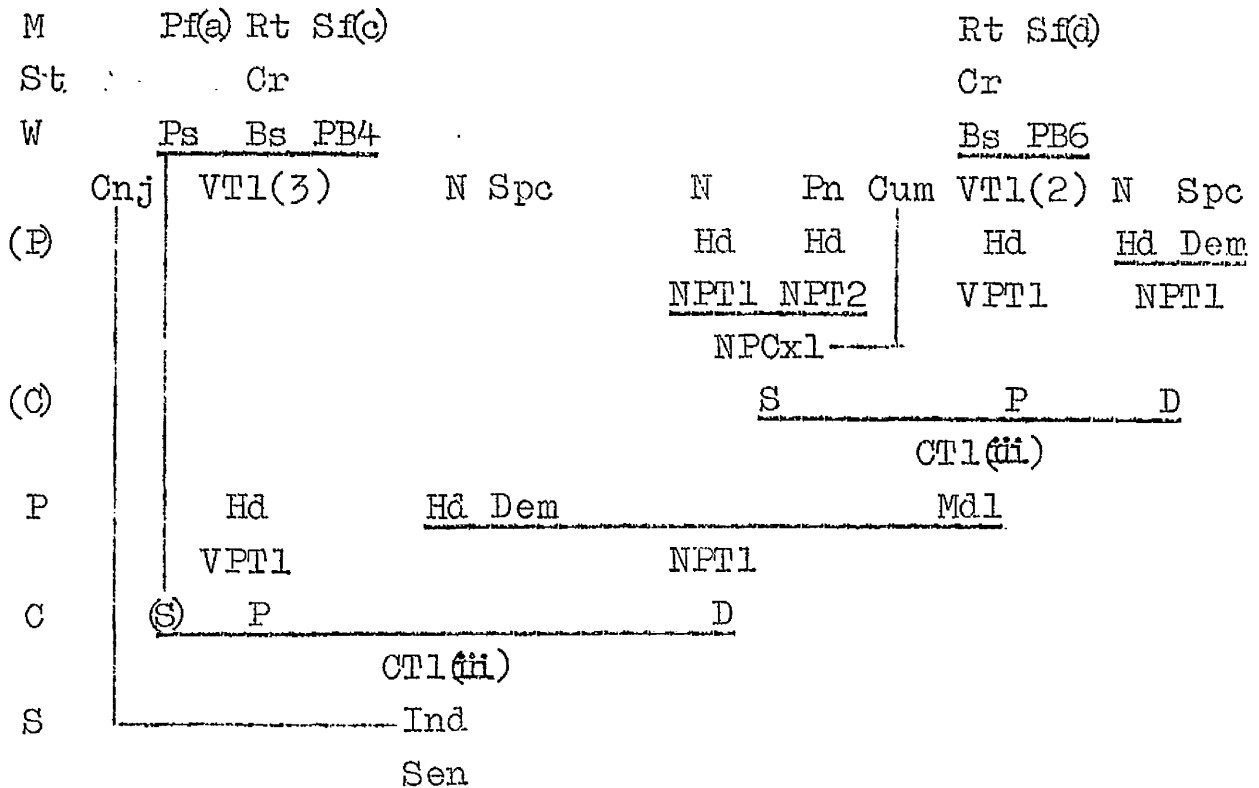 M Pf(a) Rt Sf(c) Rt Sf(d)
St. Cr Cr
W Ps Bs PB4 Bs PB6
Cnj VT1(3) N Spc N Pn Cum VT1(2) N Spc
(P) Hd Hd Hd Hd Dem
NPT1 NPT2 VPT1 NPT1
NPCx1
(C) S P D
CT1(iii)
P Hd Hd Dem Mdl
VPT1 NPT1
C (S) P D
CT1(iii)
S Ind
Sen